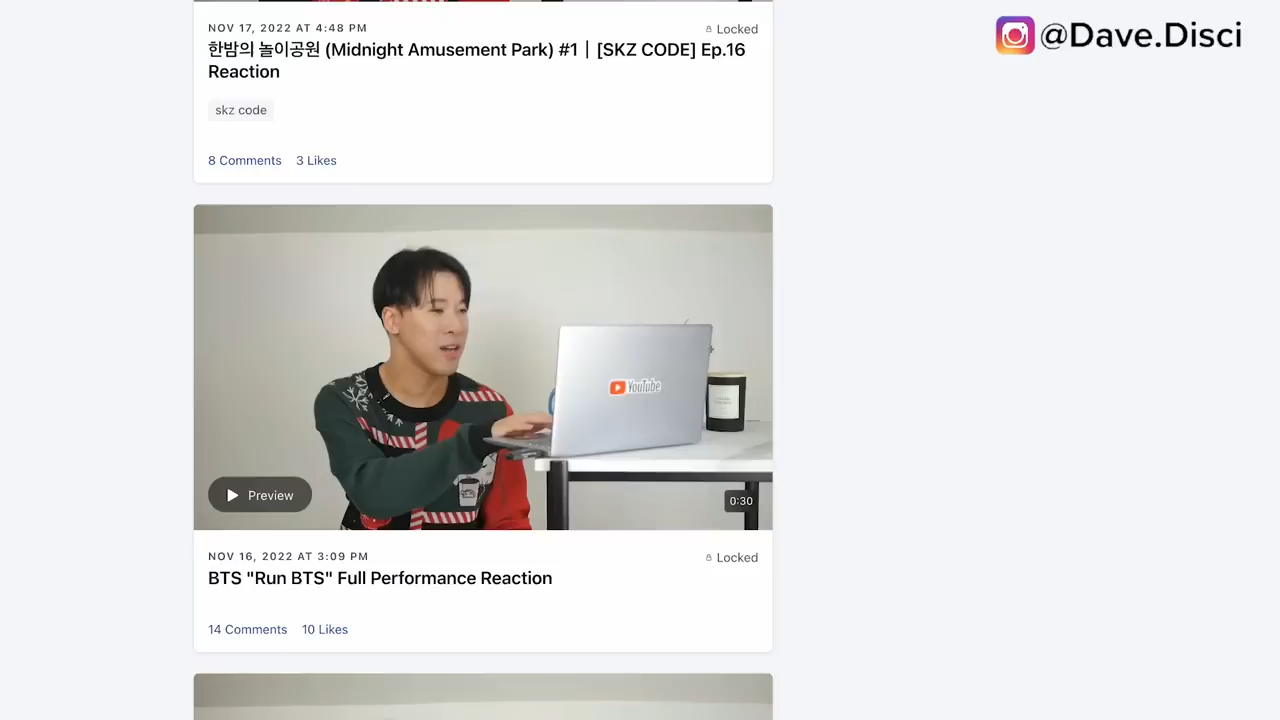 NOV 17, 2022 AT 4:48 PM
Locked
@Dave.Disci
한밤의 놀이공원 (Midnight Amusement Park) #1｜[SKZ CODE] Ep.16
Reaction
skz code
8 Comments 3 Likes
YouTube
Preview
0:30
NOV 16, 2022 AT 3:09 PM
Locked
BTS "Run BTS" Full Performance Reaction
14 Comments 10 Likes